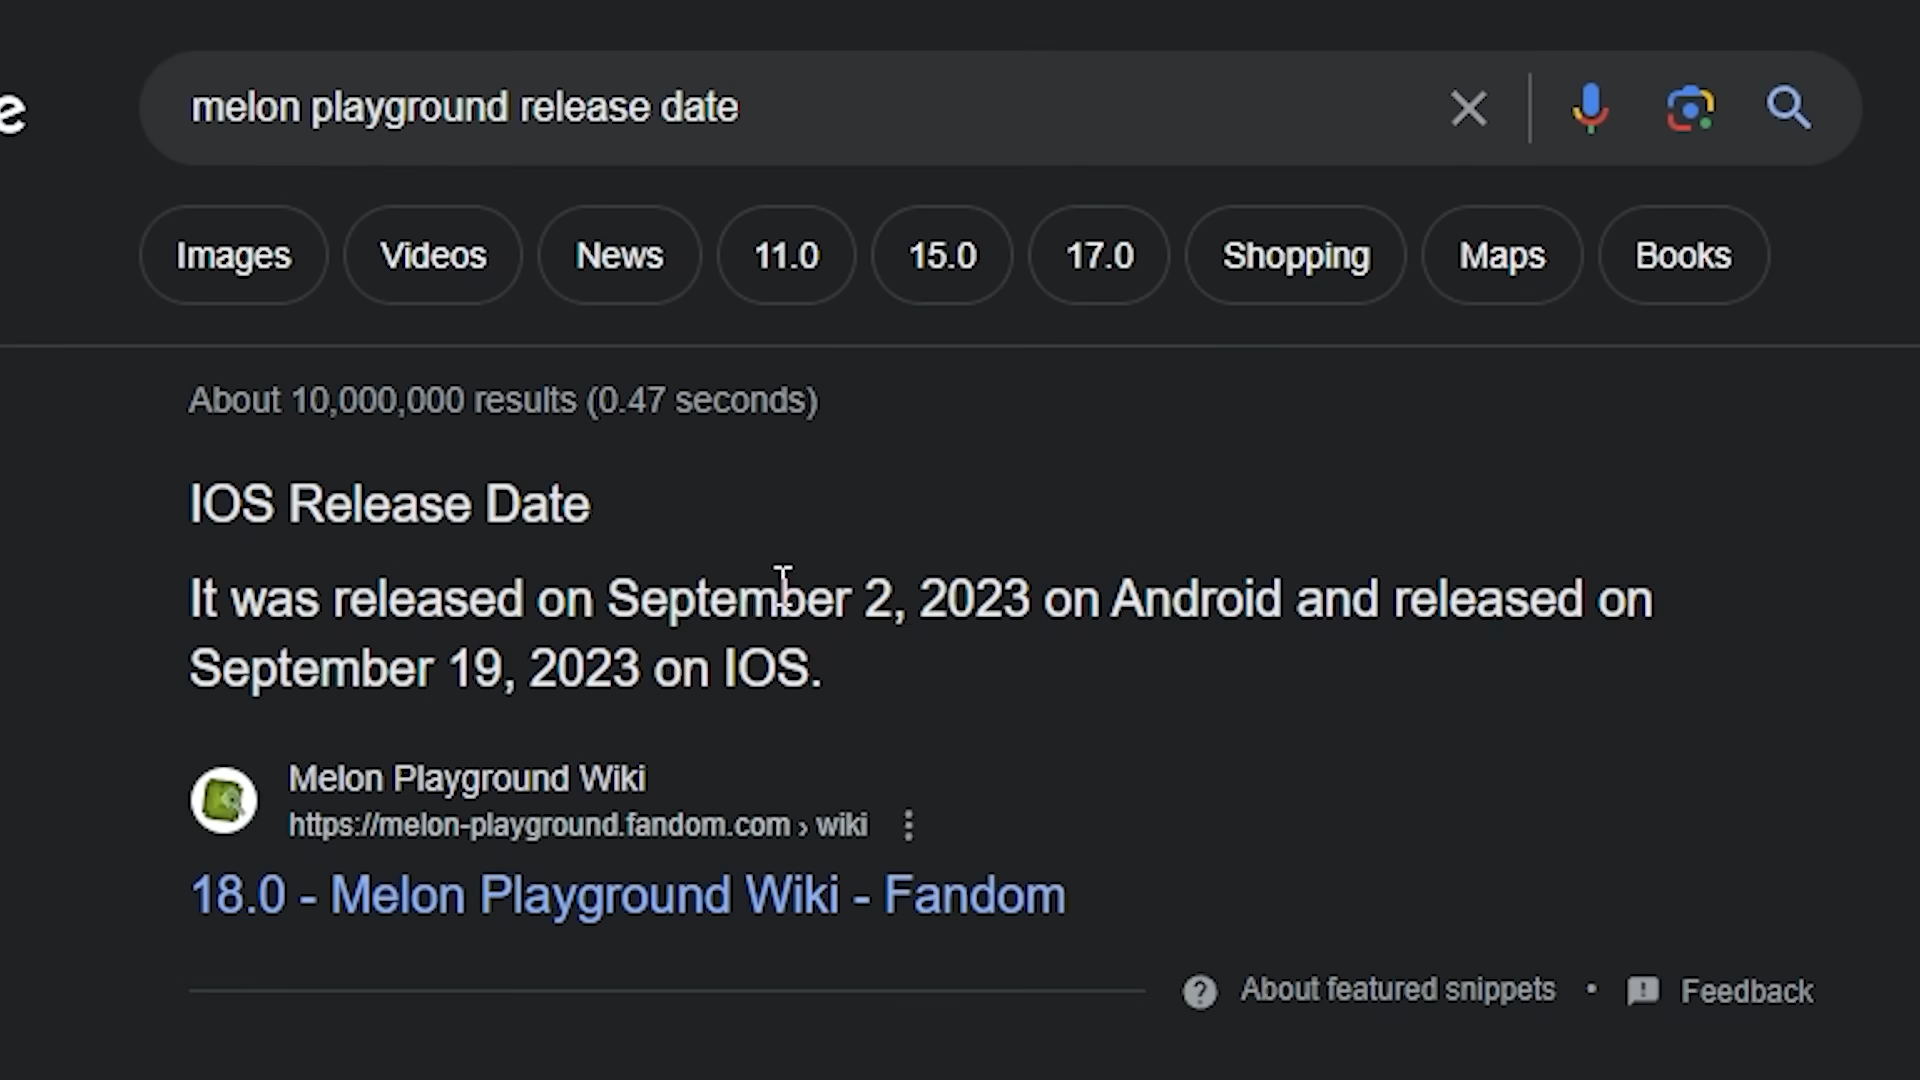 e
melon playground release date
Images Videos News 11.0 15.0 17.0 Shopping Maps Books
About 10,000,000 results (0.47 seconds)
IOS Release Date
It was released on September 2, 2023 on Android and released on
September 19, 2023 on IOS.
Melon Playground Wiki
https://melon-playground.fandom.com › wiki
18.0 - Melon Playground Wiki - Fandom
About featured snippets • Feedback